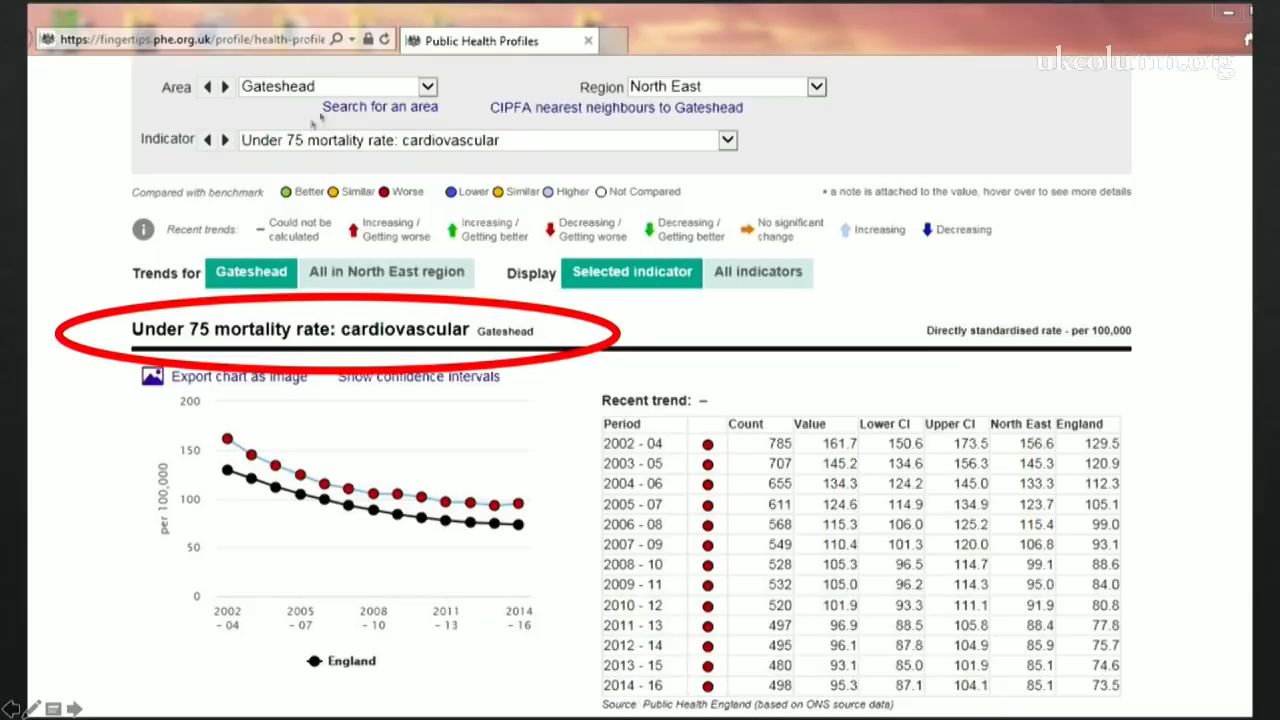 https://fingertips.phe.org.uk/profile/health-profile
Public Health Profiles
ukcolumn.org
Area Gateshead Region North East
Search for an area CIPFA nearest neighbours to Gateshead
Indicator Under 75 mortality rate: cardiovascular
Compared with benchmark Better Similar Worse Lower Similar Higher Not Compared * a note is attached to the value, hover over to see more details
Recent trends: – Could not be calculated Increasing / Getting worse Increasing / Getting better Decreasing / Getting worse Decreasing / Getting better No significant change Increasing Decreasing
Trends for Gateshead All in North East region Display Selected indicator All indicators
Under 75 mortality rate: cardiovascular Gateshead Directly standardised rate - per 100,000
Export chart as image Show confidence intervals
200
150
100
50
0
per 100,000
2002 - 04 2005 - 07 2008 - 10 2011 - 13 2014 - 16
England
Recent trend: –
Period Count Value Lower CI Upper CI North East England
2002 - 04 785 161.7 150.6 173.5 156.6 129.5
2003 - 05 707 145.2 134.6 156.3 145.3 120.9
2004 - 06 655 134.3 124.2 145.0 133.3 112.3
2005 - 07 611 124.6 114.9 134.9 123.7 105.1
2006 - 08 568 115.3 106.0 125.2 115.4 99.0
2007 - 09 549 110.4 101.3 120.0 106.8 93.1
2008 - 10 528 105.3 96.5 114.7 99.1 88.6
2009 - 11 532 105.0 96.2 114.3 95.0 84.0
2010 - 12 520 101.9 93.3 111.1 91.9 80.8
2011 - 13 497 96.9 88.5 105.8 88.4 77.8
2012 - 14 495 96.1 87.8 104.9 85.9 75.7
2013 - 15 480 93.1 85.0 101.9 85.1 74.6
2014 - 16 498 95.3 87.1 104.1 85.1 73.5
Source: Public Health England (based on ONS source data)